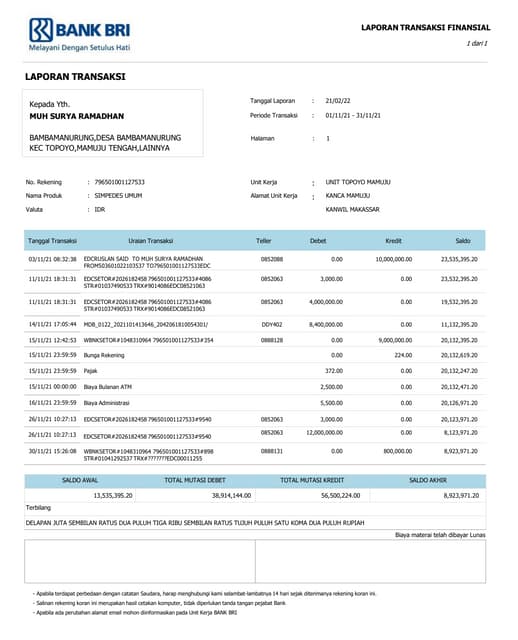 BANK BRI
Melayani Dengan Setulus Hati
LAPORAN TRANSAKSI FINANSIAL
1 dari 1
LAPORAN TRANSAKSI
Kepada Yth.
MUH SURYA RAMADHAN
BAMBAMANURUNG,DESA BAMBAMANURUNG
KEC TOPOYO,MAMUJU TENGAH,LAINNYA
Tanggal Laporan : 21/02/22
Periode Transaksi : 01/11/21 - 31/11/21
Halaman : 1
No. Rekening : 796501001127533
Nama Produk : SIMPEDES UMUM
Valuta : IDR
Unit Kerja : UNIT TOPOYO MAMUJU
Alamat Unit Kerja : KANCA MAMUJU
KANWIL MAKASSAR
Tanggal Transaksi Uraian Transaksi Teller Debet Kredit Saldo
03/11/21 08:32:38 EDCRUSLAN SAID TO MUH SURYA RAMADHAN 0852088 0.00 10,000,000.00 23,535,395.20
FROM503601022103537 TO796501001127533EDC
11/11/21 18:31:31 EDCSETOR#2026182458 796501001127533#4086 0852063 3,000.00 0.00 23,532,395.20
STR#01037490533 TRX#9014086EDC08521063
11/11/21 18:31:31 EDCSETOR#2026182458 796501001127533#4086 0852063 4,000,000.00 0.00 19,532,395.20
STR#01037490533 TRX#9014086EDC08521063
14/11/21 17:05:44 MDB_0122_2021101413646_2042061810054301/ DDY402 8,400,000.00 0.00 11,132,395.20
15/11/21 12:42:53 WBNKSETOR#1048310964 796501001127533#254 0888128 0.00 9,000,000.00 20,132,395.20
15/11/21 23:59:59 Bunga Rekening 0.00 224.00 20,132,619.20
15/11/21 23:59:59 Pajak 372.00 0.00 20,132,247.20
15/11/21 00:00:00 Biaya Bulanan ATM 2,500.00 0.00 20,132,471.20
16/11/21 23:59:59 Biaya Administrasi 5,500.00 0.00 20,126,971.20
26/11/21 10:27:13 EDCSETOR#2026182458 796501001127533#9540 0852063 3,000.00 0.00 20,123,971.20
26/11/21 10:27:13 EDCSETOR#2026182458 796501001127533#9540 0852063 12,000,000.00 0.00 8,123,971.20
30/11/21 15:26:08 WBNKSETOR#1048310964 796501001127533#898 0888131 0.00 800,000.00 8,923,971.20
STR#01041292537 TRX#???????EDC00011255
SALDO AWAL TOTAL MUTASI DEBET TOTAL MUTASI KREDIT SALDO AKHIR
13,535,395.20 38,914,144.00 56,500,224.00 8,923,971.20
Terbilang
DELAPAN JUTA SEMBILAN RATUS DUA PULUH TIGA RIBU SEMBILAN RATUS TUJUH PULUH SATU KOMA DUA PULUH RUPIAH
Biaya materai telah dibayar Lunas
- Apabila terdapat perbedaan dengan catatan Saudara, harap menghubungi kami selambat-lambatnya 14 hari sejak diterimanya rekening koran ini.
- Salinan rekening koran ini merupakan hasil cetakan komputer, tidak diperlukan tanda tangan pejabat Bank
- Apabila ada perubahan alamat email mohon diinformasikan pada Unit Kerja BANK BRI